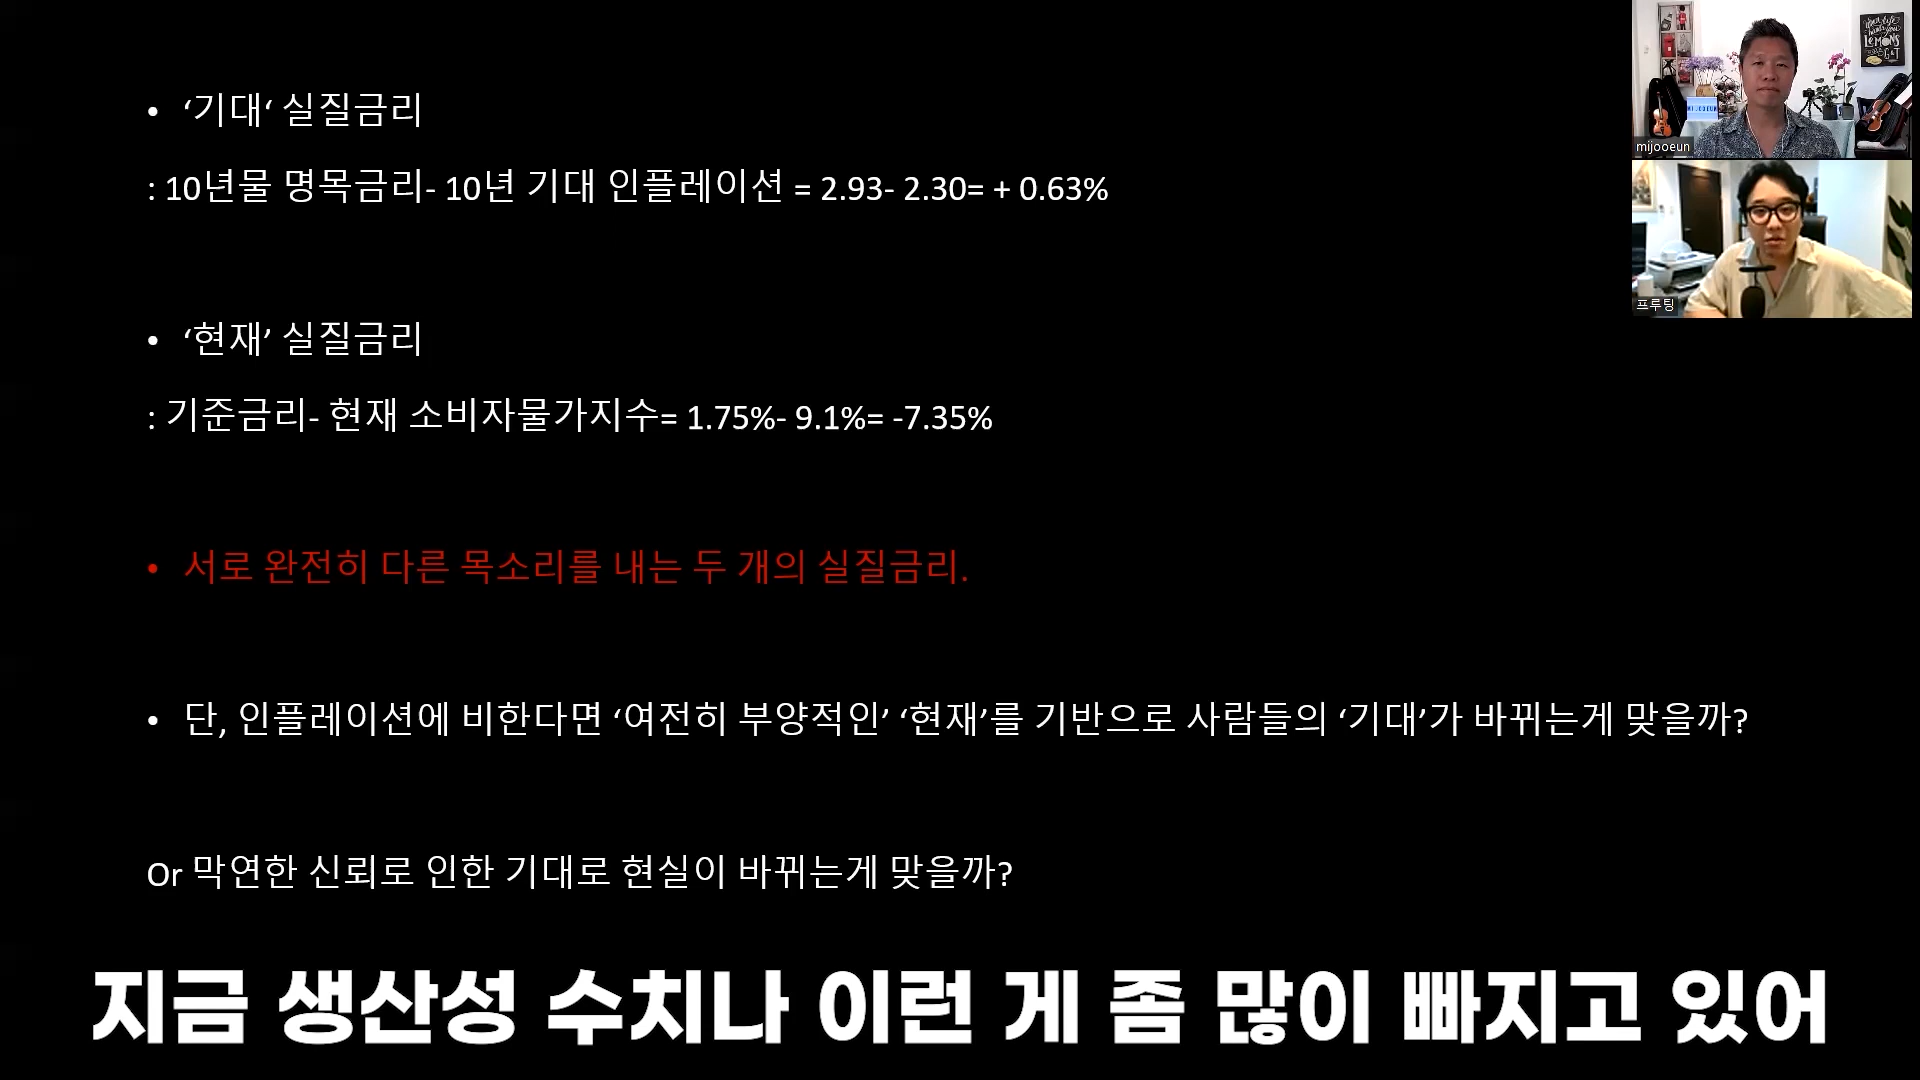 • ‘기대‘ 실질금리
: 10년물 명목금리- 10년 기대 인플레이션 = 2.93- 2.30= + 0.63%
• ‘현재’ 실질금리
: 기준금리- 현재 소비자물가지수= 1.75%- 9.1%= -7.35%
• 서로 완전히 다른 목소리를 내는 두 개의 실질금리.
• 단, 인플레이션에 비한다면 ‘여전히 부양적인’ ‘현재’를 기반으로 사람들의 ‘기대’가 바뀌는게 맞을까?
Or 막연한 신뢰로 인한 기대로 현실이 바뀌는게 맞을까?
지금 생산성 수치나 이런 게 좀 많이 빠지고 있어
LEMONS
G&T
mijooeun
프루팅